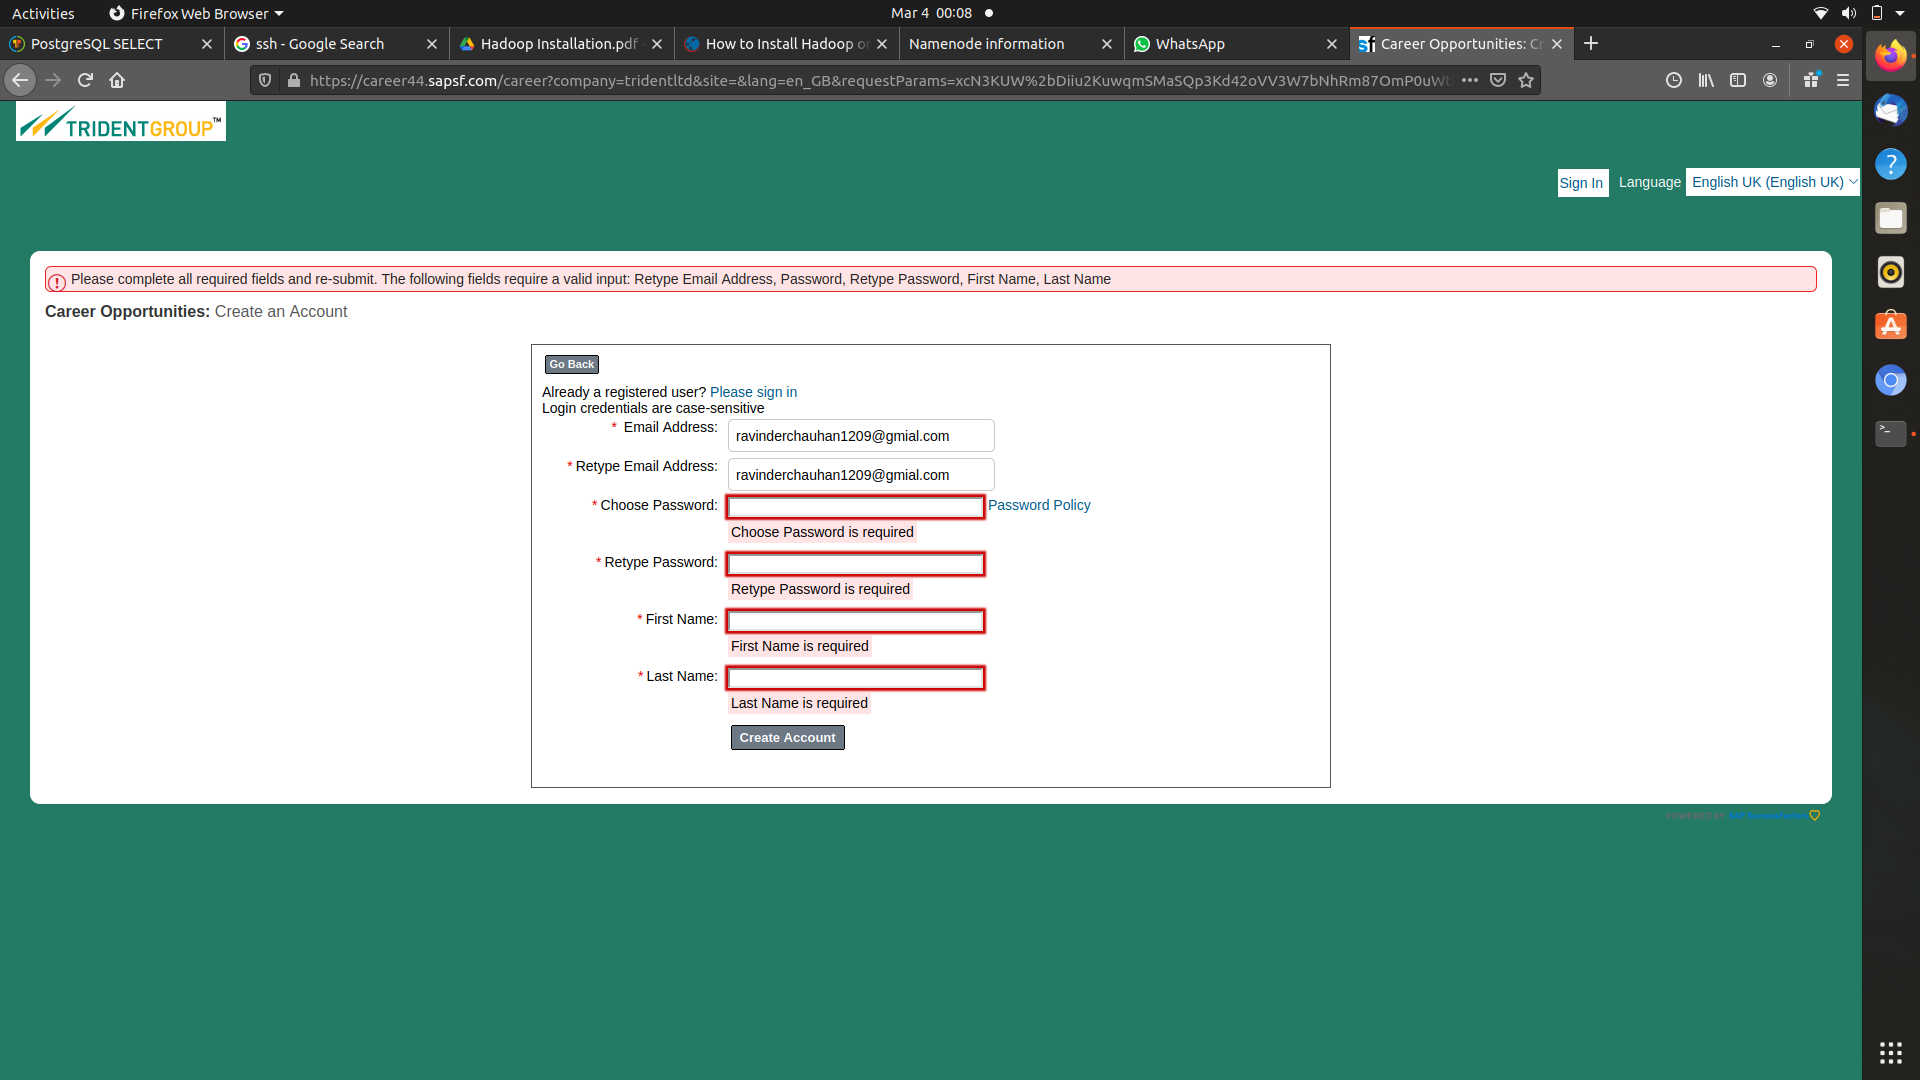 Activities
Firefox Web Browser
Mar 4 00:08
PostgreSQL SELECT
ssh - Google Search
Hadoop Installation.pdf
How to Install Hadoop o
Namenode information
WhatsApp
Career Opportunities: C
https://career44.sapsf.com/career?company=tridentltd&site=&lang=en_GB&requestParams=xcN3KUW%2bDiiu2KuwqmSMaSQp3Kd42oVV3W7bNhRm87OmP0uW
TRIDENTGROUP™
Sign In
Language
English UK (English UK)
Please complete all required fields and re-submit. The following fields require a valid input: Retype Email Address, Password, Retype Password, First Name, Last Name
Career Opportunities: Create an Account
Go Back
Already a registered user? Please sign in
Login credentials are case-sensitive
* Email Address: ravinderchauhan1209@gmial.com
* Retype Email Address: ravinderchauhan1209@gmial.com
* Choose Password: Password Policy
Choose Password is required
* Retype Password:
Retype Password is required
* First Name:
First Name is required
* Last Name:
Last Name is required
Create Account
POWERED BY